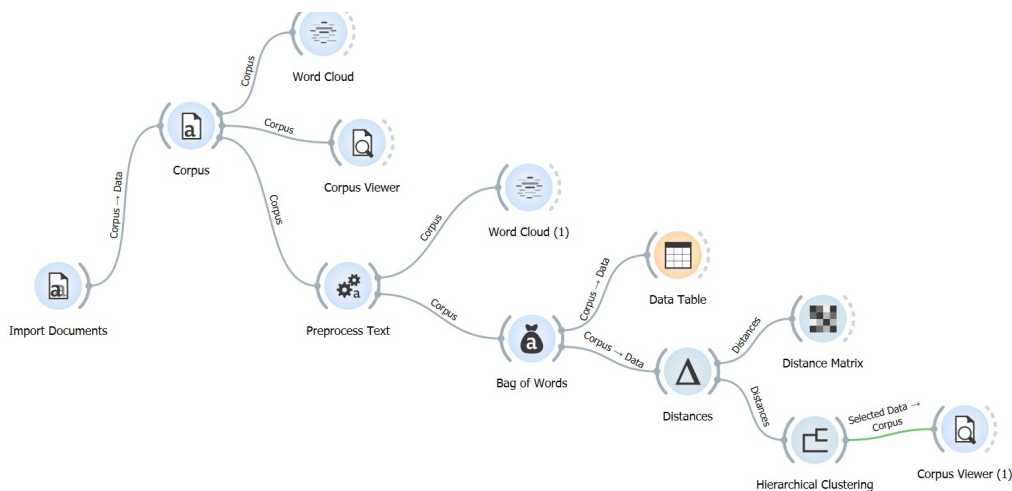 Word Cloud
Corpus
Corpus
Corpus Viewer
Corpus
Corpus → Data
Corpus
Word Cloud (1)
Corpus
Import Documents
Preprocess Text
Corpus
Corpus → Data
Data Table
Bag of Words
Corpus → Data
Distances
Distances
Distance Matrix
Distances
Selected Data →
Corpus
Hierarchical Clustering
Corpus Viewer (1)